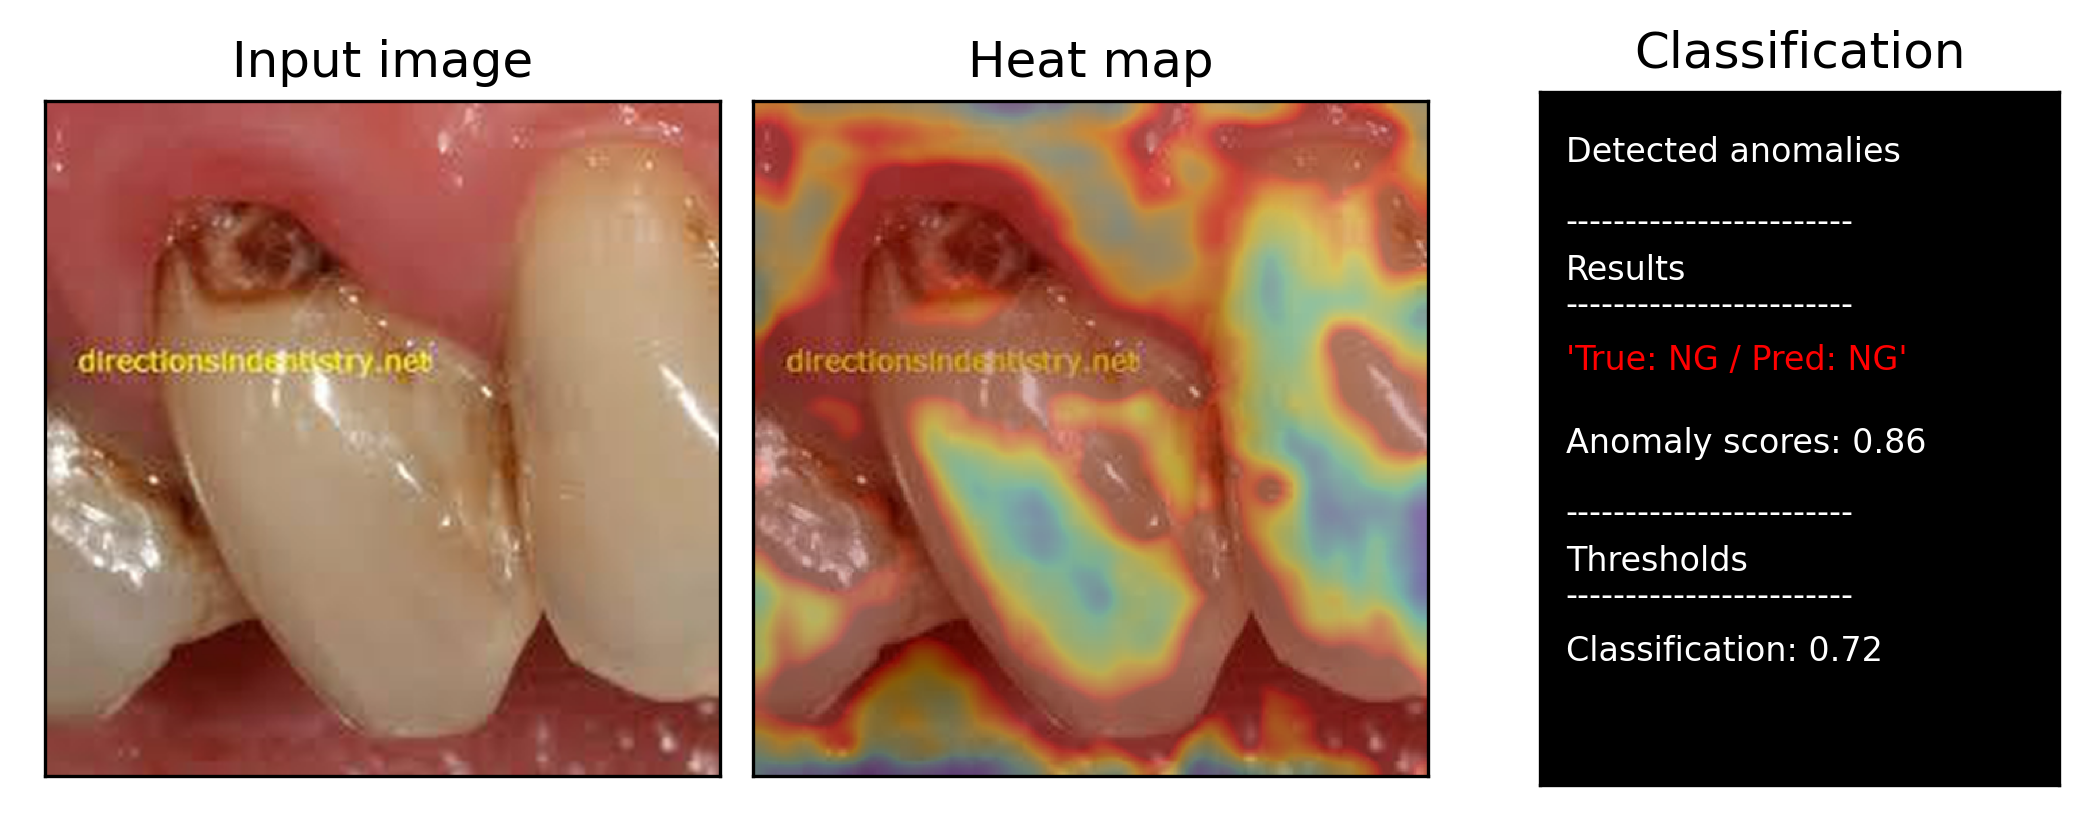 Input image
Heat map
Classification
directionsindentistry.net
directionsindentistry.net
Detected anomalies
------------------------
Results
------------------------
'True: NG / Pred: NG'
Anomaly scores: 0.86
------------------------
Thresholds
------------------------
Classification: 0.72